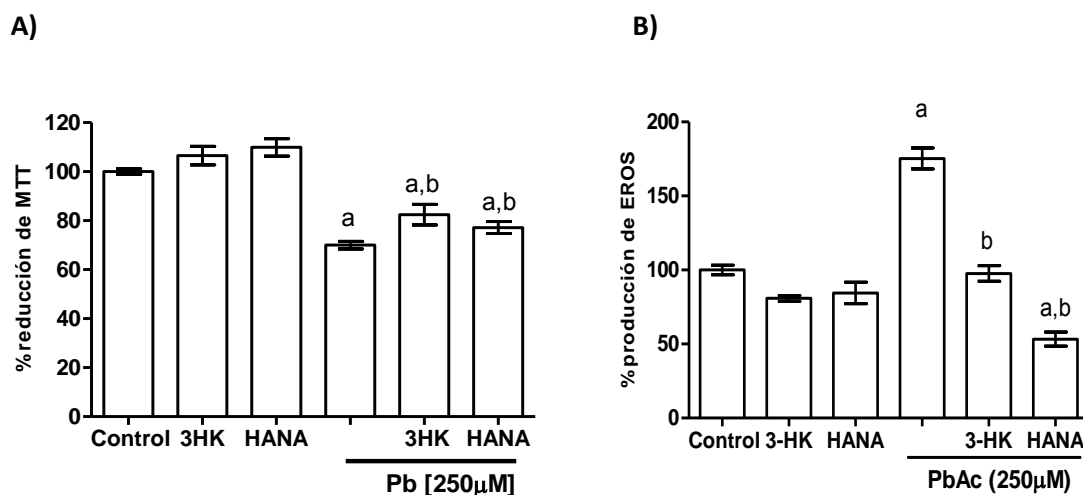 A)
%reducción de MTT
120
100
80
60
40
20
0
a
a,b
a,b
Control 3HK HANA 3HK HANA
Pb [250µM]
B)
%producción de EROS
200
150
100
50
0
a
b
a,b
Control 3-HK HANA 3-HK HANA
PbAc (250µM)